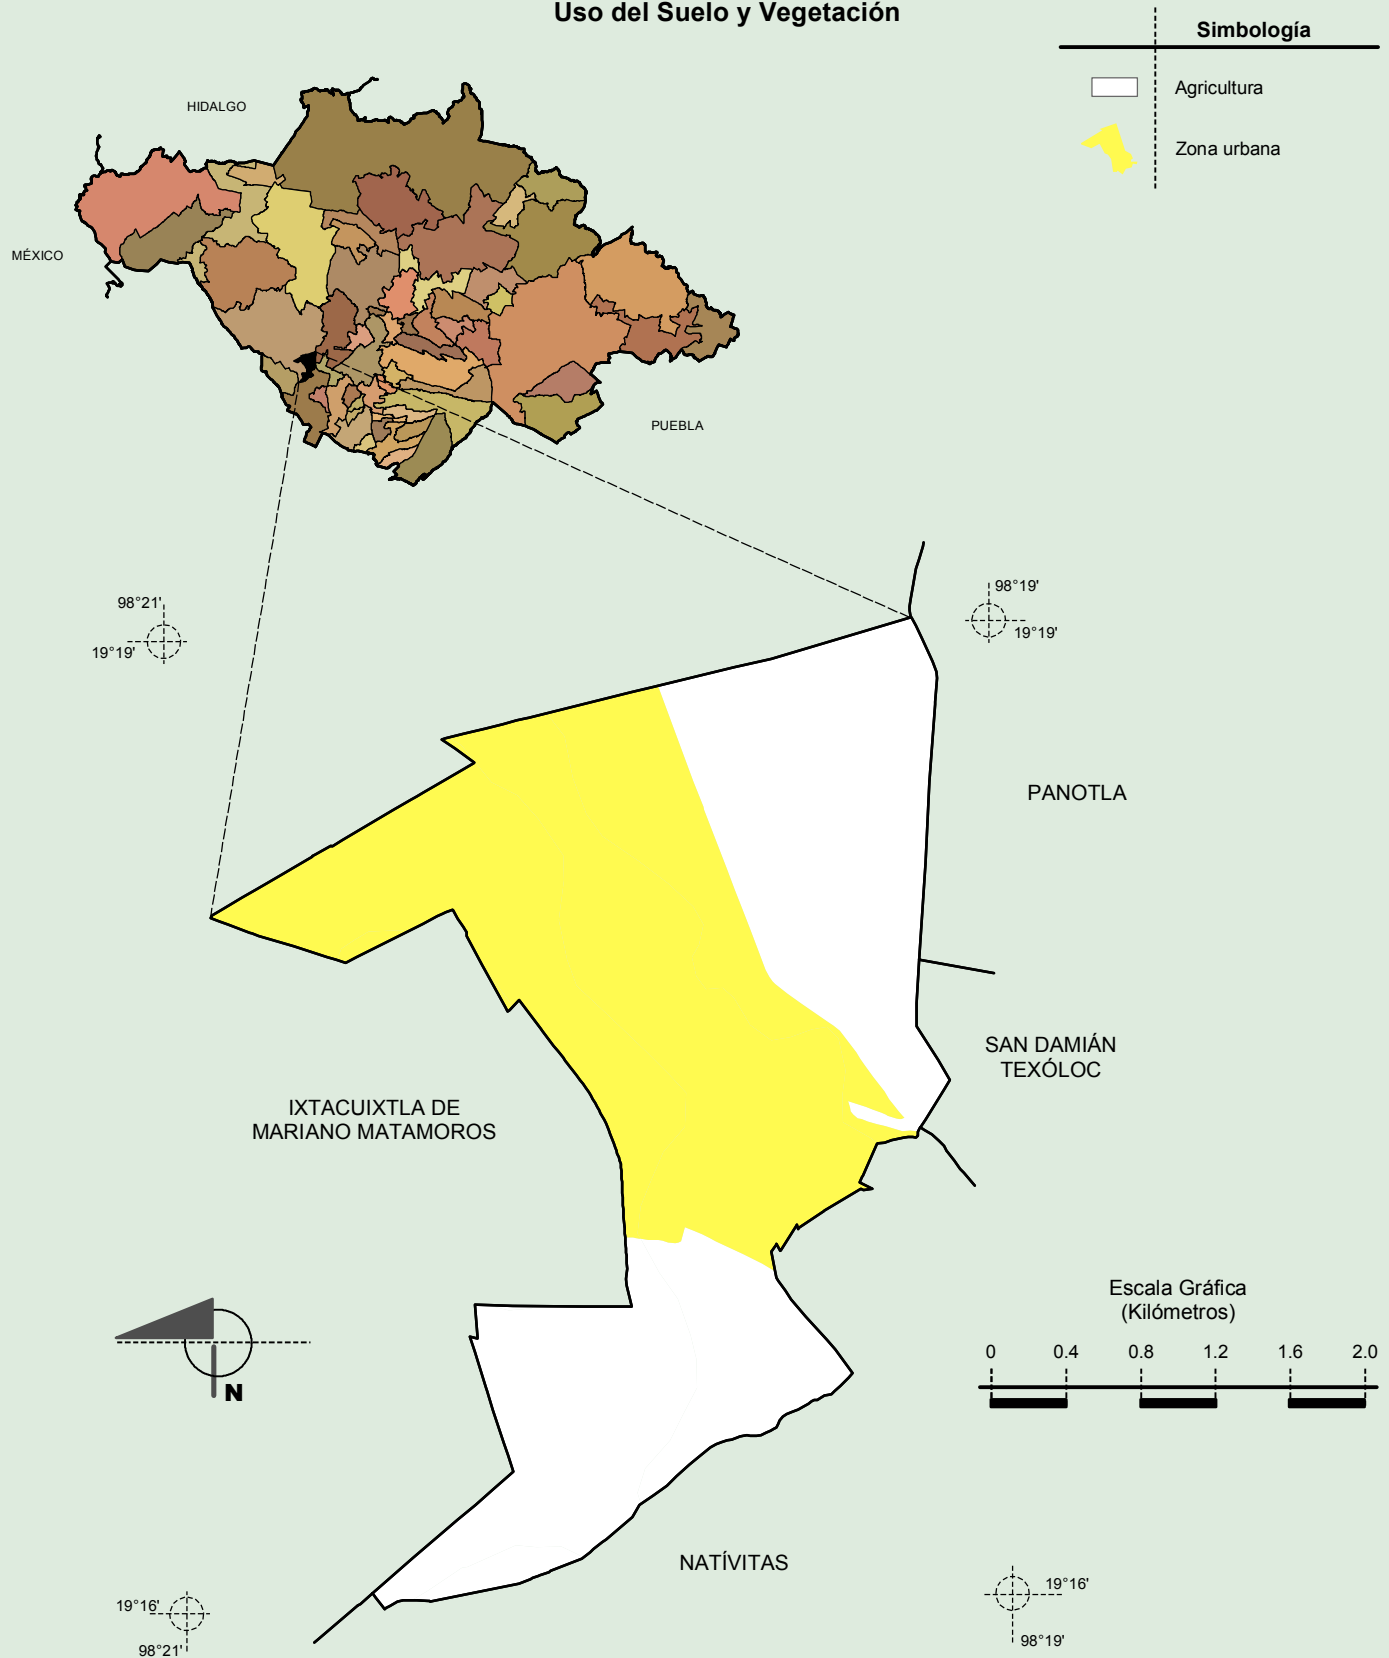 Uso del Suelo y Vegetación
Simbología
Agricultura
Zona urbana
HIDALGO
MÉXICO
PUEBLA
98°21'
19°19'
98°19'
19°19'
PANOTLA
SAN DAMIÁN
TEXÓLOC
IXTACUIXTLA DE
MARIANO MATAMOROS
N
Escala Gráfica
(Kilómetros)
0 0.4 0.8 1.2 1.6 2.0
NATÍVITAS
19°16'
98°21'
19°16'
98°19'